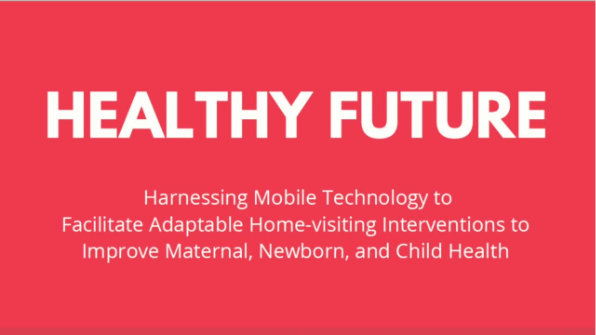 HEALTHY FUTURE
Harnessing Mobile Technology to
Facilitate Adaptable Home-visiting Interventions to
Improve Maternal, Newborn, and Child Health